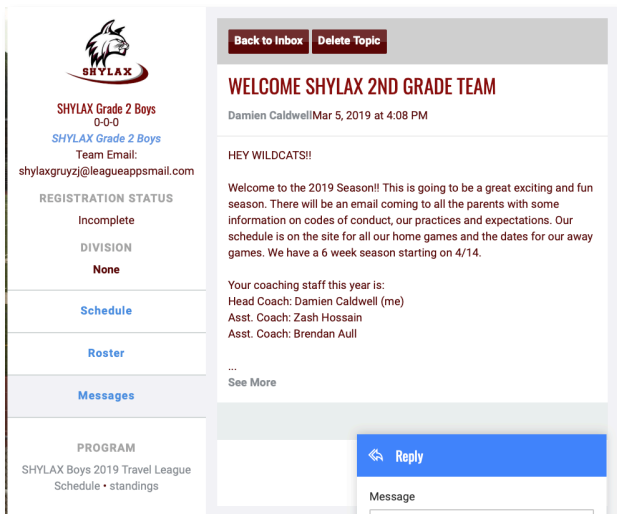 SHYLAX
SHYLAX Grade 2 Boys
0-0-0
SHYLAX Grade 2 Boys
Team Email:
shylaxgruyzj@leagueappsmail.com
REGISTRATION STATUS
Incomplete
DIVISION
None
Schedule
Roster
Messages
PROGRAM
SHYLAX Boys 2019 Travel League
Schedule • standings
Back to Inbox Delete Topic
WELCOME SHYLAX 2ND GRADE TEAM
Damien CaldwellMar 5, 2019 at 4:08 PM
HEY WILDCATS!!
Welcome to the 2019 Season!! This is going to be a great exciting and fun
season. There will be an email coming to all the parents with some
information on codes of conduct, our practices and expectations. Our
schedule is on the site for all our home games and the dates for our away
games. We have a 6 week season starting on 4/14.
Your coaching staff this year is:
Head Coach: Damien Caldwell (me)
Asst. Coach: Zash Hossain
Asst. Coach: Brendan Aull
...
See More
Reply
Message